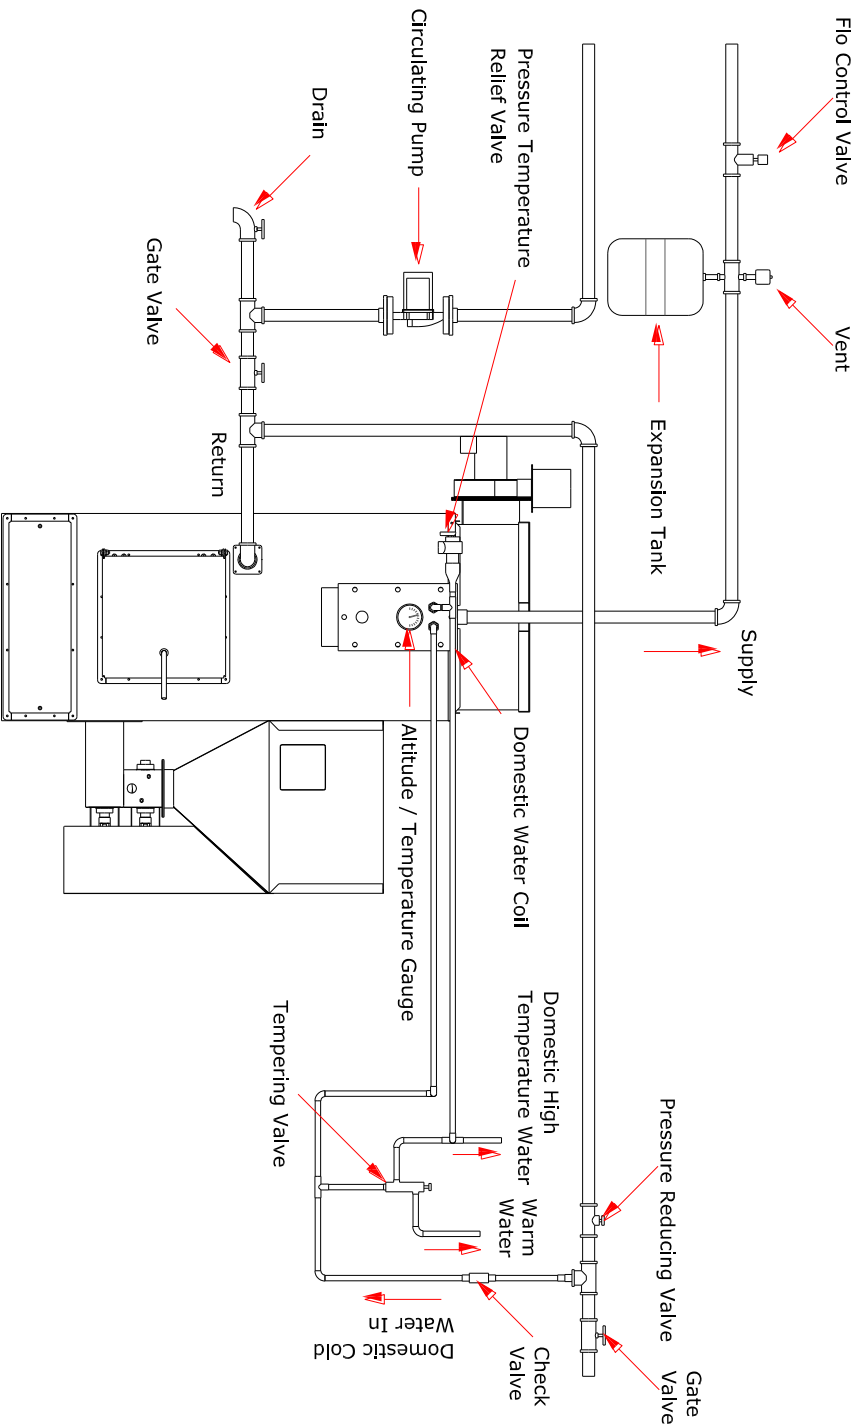 Flo Control Valve
Vent
Expansion Tank
Supply
Pressure Temperature
Relief Valve
Circulating Pump
Drain
Gate Valve
Return
Domestic Water Coil
Altitude / Temperature Gauge
Domestic High
Temperature Water
Warm
Water
Tempering Valve
Domestic Cold
Water In
Check
Valve
Pressure Reducing Valve
Gate
Valve